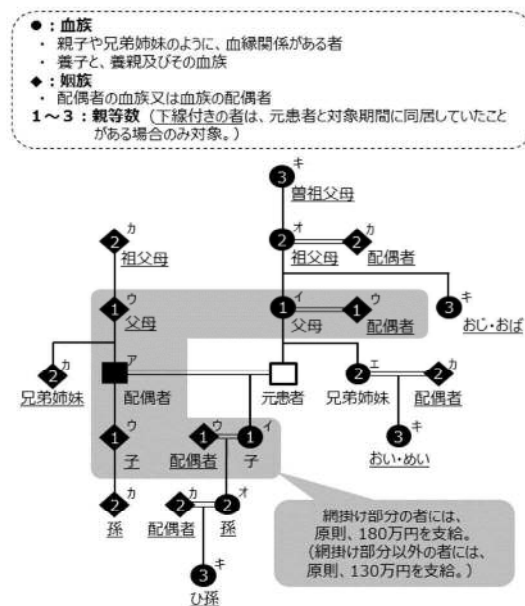 ●：血族
・ 親子や兄弟姉妹のように、血縁関係がある者
・ 養子と、養親及びその血族
◆：姻族
・ 配偶者の血族又は血族の配偶者
１～３：親等数（下線付きの者は、元患者と対象期間に同居していたこと
がある場合のみ対象。）
3 キ
曽祖父母
2 カ
祖父母
2 オ
祖父母
2 カ
配偶者
1 ウ
父母
1 イ
父母
1 ウ
配偶者
3 キ
おじ・おば
2 カ
兄弟姉妹
ア
配偶者
元患者
2 エ
兄弟姉妹
2 カ
配偶者
1 ウ
子
1 ウ
配偶者
1 イ
子
3 キ
おい・めい
2 カ
孫
2 カ
配偶者
2 オ
孫
3 キ
ひ孫
網掛け部分の者には、
原則、180万円を支給。
（網掛け部分以外の者には、
原則、130万円を支給。）